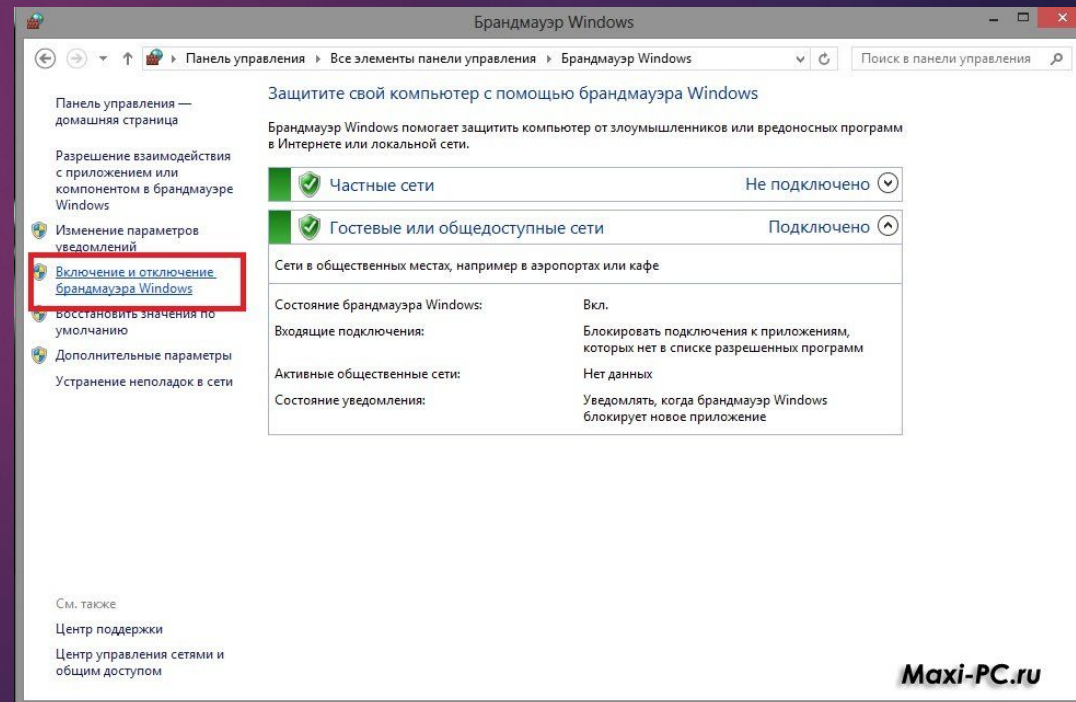 Брандмауэр Windows
Панель управления
Все элементы панели управления
Брандмауэр Windows
Поиск в панели управления
Панель управления —
домашняя страница
Разрешение взаимодействия
с приложением или
компонентом в брандмауэре
Windows
Изменение параметров
уведомлений
Включение и отключение
брандмауэра Windows
Восстановить значения по
умолчанию
Дополнительные параметры
Устранение неполадок в сети
Защитите свой компьютер с помощью брандмауэра Windows
Брандмауэр Windows помогает защитить компьютер от злоумышленников или вредоносных программ
в Интернете или локальной сети.
Частные сети Не подключено
Гостевые или общедоступные сети Подключено
Сети в общественных местах, например в аэропортах или кафе
Состояние брандмауэра Windows: Вкл.
Входящие подключения: Блокировать подключения к приложениям,
которых нет в списке разрешенных программ
Активные общественные сети: Нет данных
Состояние уведомления: Уведомлять, когда брандмауэр Windows
блокирует новое приложение
См. также
Центр поддержки
Центр управления сетями и
общим доступом
Maxi-PC.ru